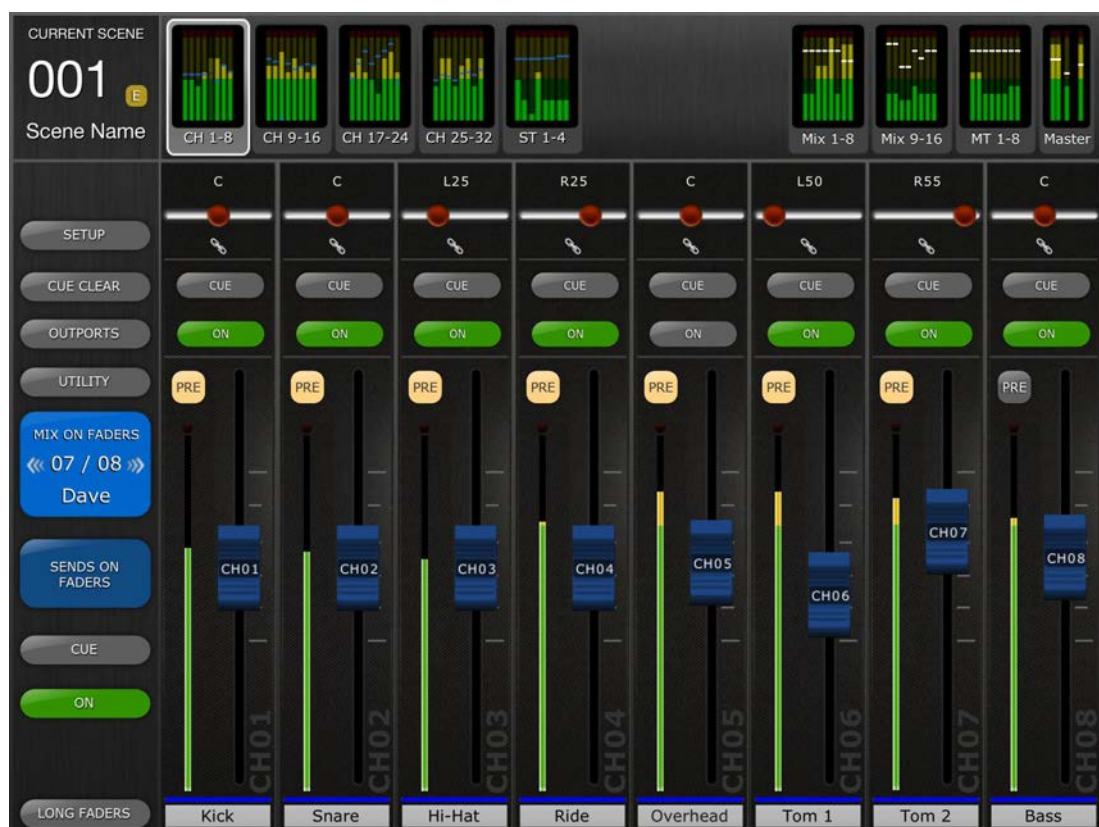 CURRENT SCENE
001
E
Scene Name
CH 1-8
CH 9-16
CH 17-24
CH 25-32
ST 1-4
Mix 1-8
Mix 9-16
MT 1-8
Master
C C L25 R25 C L50 R55 C
SETUP
CUE CLEAR
OUTPORTS
UTILITY
MIX ON FADERS
07 / 08
Dave
SENDS ON
FADERS
CUE
ON
LONG FADERS
CUE CUE CUE CUE CUE CUE CUE CUE
ON ON ON ON ON ON ON ON
PRE PRE PRE PRE PRE PRE PRE PRE
CH01 CH02 CH03 CH04 CH05 CH06 CH07 CH08
CH01 CH02 CH03 CH04 CH05 CH06 CH07 CH08
Kick Snare Hi-Hat Ride Overhead Tom 1 Tom 2 Bass